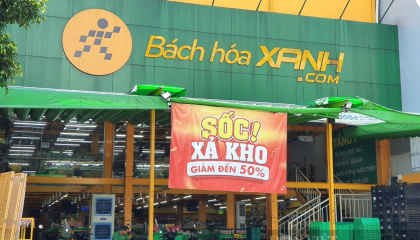 Bách hóa XANH
.COM
SỐC!
XẢ KHO
GIẢM ĐẾN 50%